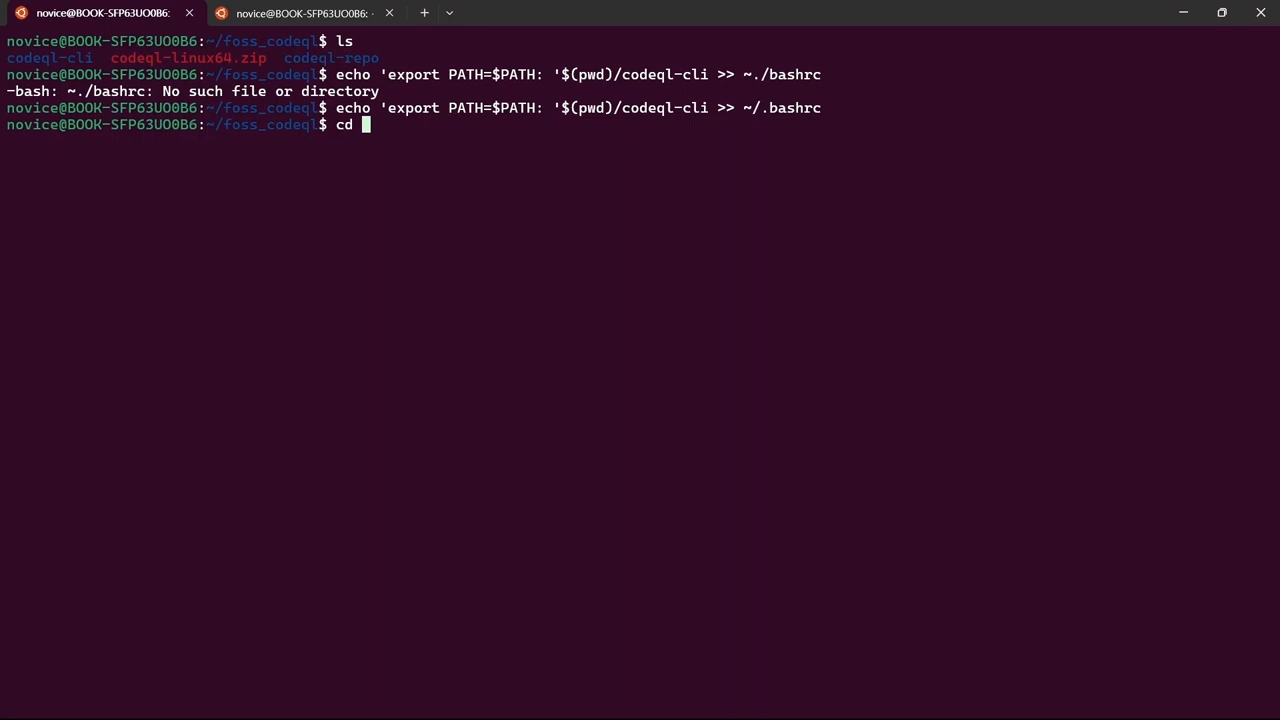 novice@BOOK-SFP63UO0B6:
novice@BOOK-SFP63UO0B6: -
novice@BOOK-SFP63UO0B6:~/foss_codeql$ ls
codeql-cli codeql-linux64.zip codeql-repo
novice@BOOK-SFP63UO0B6:~/foss_codeql$ echo 'export PATH=$PATH: '$(pwd)/codeql-cli >> ~./bashrc
-bash: ~./bashrc: No such file or directory
novice@BOOK-SFP63UO0B6:~/foss_codeql$ echo 'export PATH=$PATH: '$(pwd)/codeql-cli >> ~/.bashrc
novice@BOOK-SFP63UO0B6:~/foss_codeql$ cd